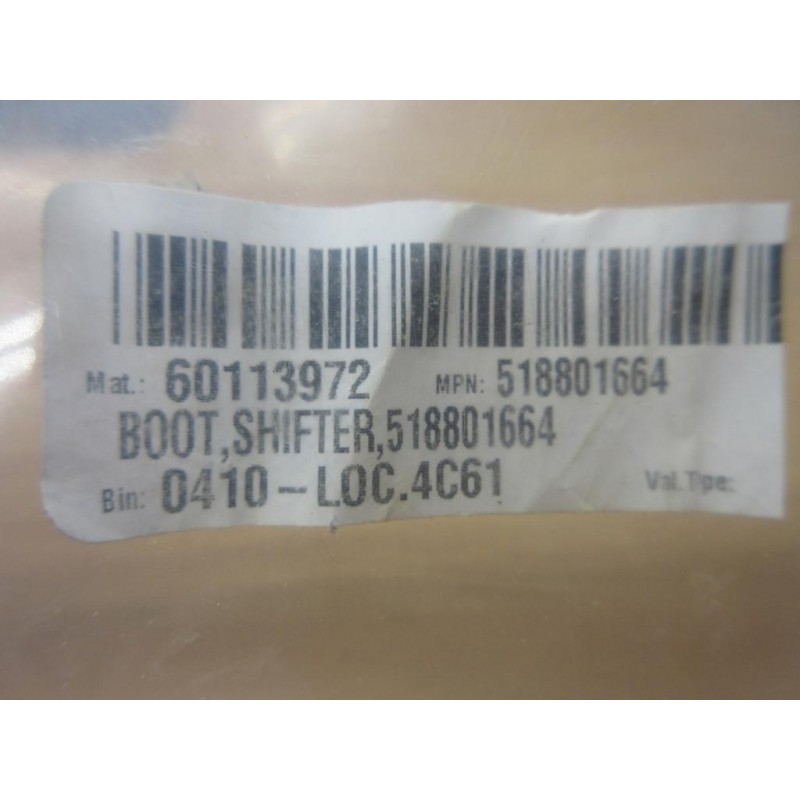 Mat.: 60113972 MPN: 518801664
BOOT,SHIFTER,518801664
Bin: 0410-LOC.4C61 Val.Type: